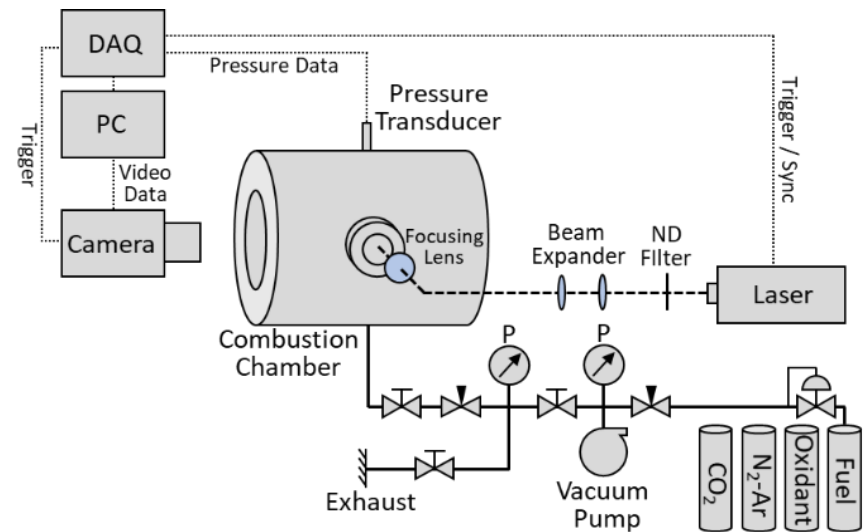 DAQ
Pressure Data
Pressure
Transducer
PC
Trigger
Video
Data
Trigger / Sync
Camera
Focusing
Lens
Beam
Expander
ND
FIlter
Laser
Combustion
Chamber
P
P
Exhaust
Vacuum
Pump
CO₂
N₂-Ar
Oxidant
Fuel